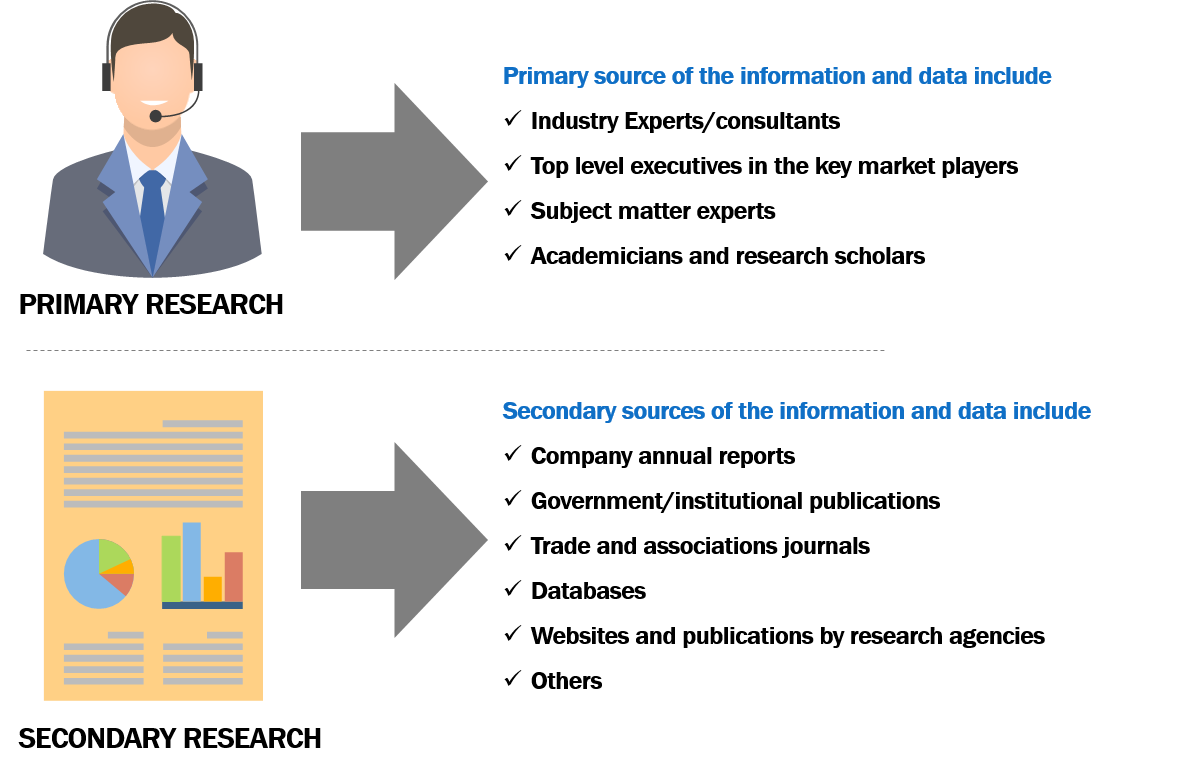 Primary source of the information and data include
✓ Industry Experts/consultants
✓ Top level executives in the key market players
✓ Subject matter experts
✓ Academicians and research scholars
PRIMARY RESEARCH
Secondary sources of the information and data include
✓ Company annual reports
✓ Government/institutional publications
✓ Trade and associations journals
✓ Databases
✓ Websites and publications by research agencies
✓ Others
SECONDARY RESEARCH